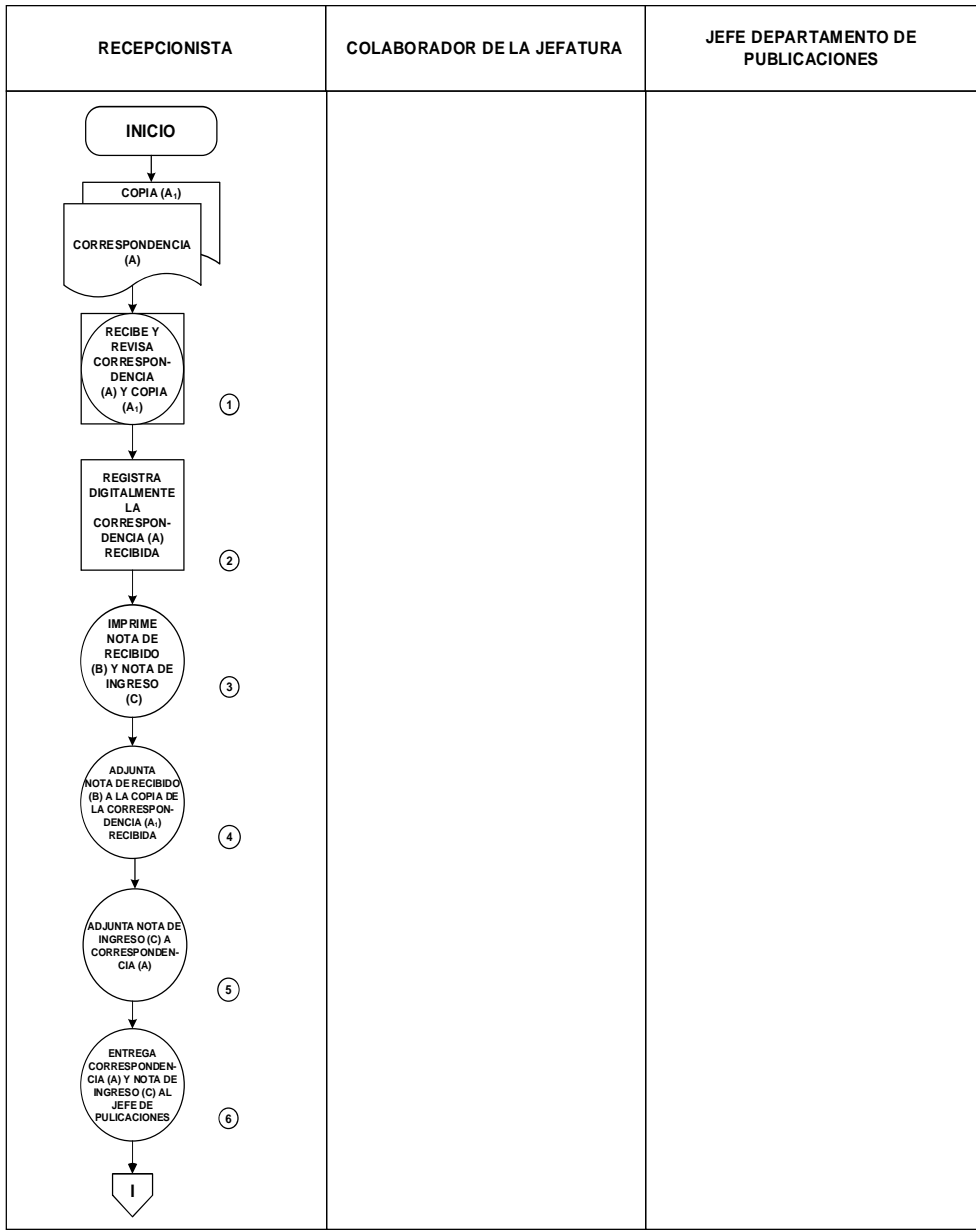 RECEPCIONISTA
COLABORADOR DE LA JEFATURA
JEFE DEPARTAMENTO DE
PUBLICACIONES
INICIO
COPIA (A₁)
CORRESPONDENCIA
(A)
RECIBE Y
REVISA
CORRESPON-
DENCIA
(A) Y COPIA
(A₁)
1
REGISTRA
DIGITALMENTE
LA
CORRESPON-
DENCIA (A)
RECIBIDA
2
IMPRIME
NOTA DE
RECIBIDO
(B) Y NOTA DE
INGRESO
(C)
3
ADJUNTA
NOTA DE RECIBIDO
(B) A LA COPIA DE
LA CORRESPON-
DENCIA (A₁)
RECIBIDA
4
ADJUNTA NOTA DE
INGRESO (C) A
CORRESPONDEN-
CIA (A)
5
ENTREGA
CORRESPONDEN-
CIA (A) Y NOTA DE
INGRESO (C) AL
JEFE DE
PULICACIONES
6
I